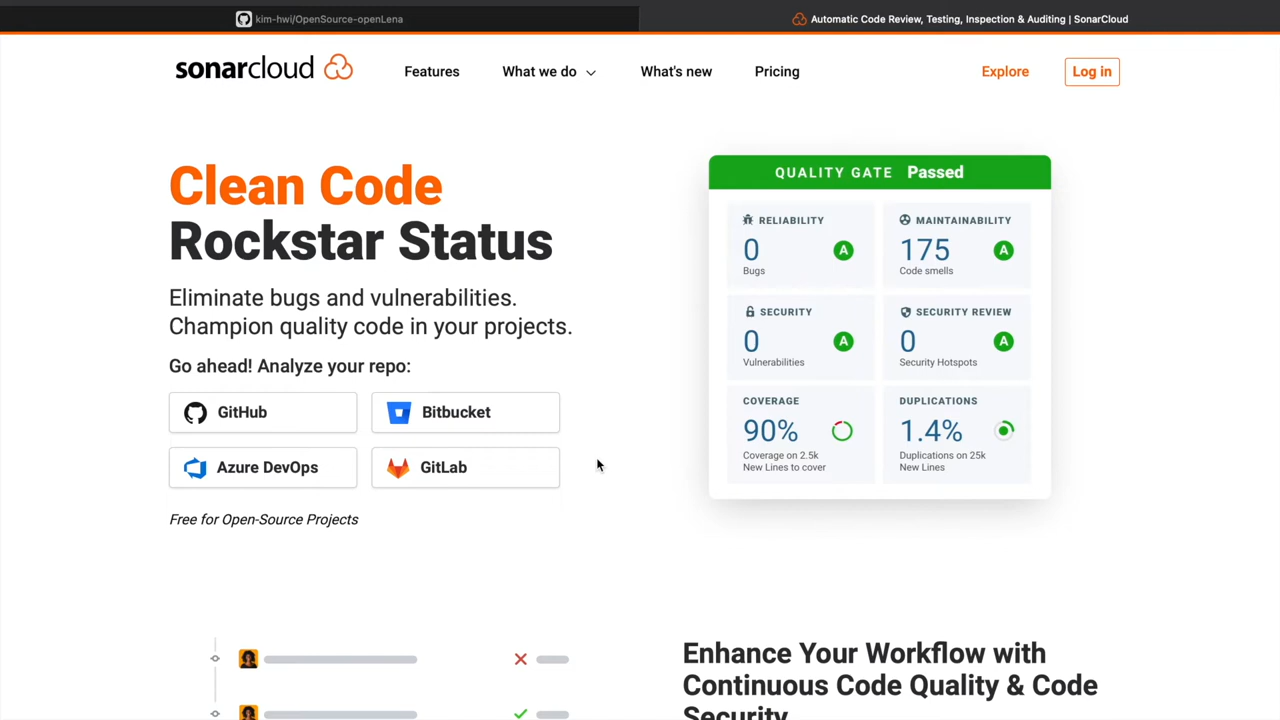 kim-hwi/OpenSource-openLena
Automatic Code Review, Testing, Inspection & Auditing | SonarCloud
sonarcloud
Features
What we do
What's new
Pricing
Explore
Log in
Clean Code
Rockstar Status
Eliminate bugs and vulnerabilities.
Champion quality code in your projects.
Go ahead! Analyze your repo:
GitHub
Bitbucket
Azure DevOps
GitLab
Free for Open-Source Projects
QUALITY GATE Passed
RELIABILITY
0 A
Bugs
MAINTAINABILITY
175 A
Code smells
SECURITY
0 A
Vulnerabilities
SECURITY REVIEW
0 A
Security Hotspots
COVERAGE
90%
Coverage on 2.5k
New Lines to cover
DUPLICATIONS
1.4%
Duplications on 25k
New Lines
Enhance Your Workflow with
Continuous Code Quality & Code
Security